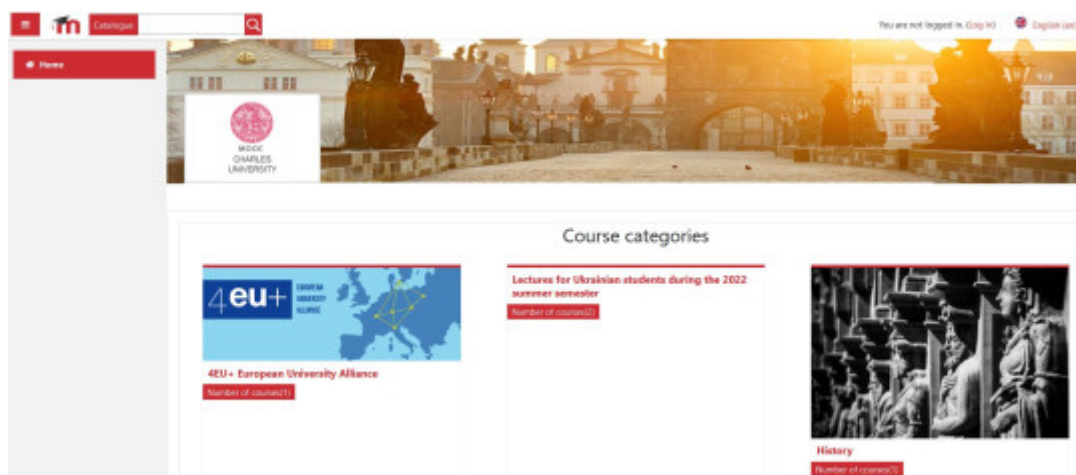 Catalogue
You are not logged in. (Log in)
English (en)
Home
MOOC
CHARLES
UNIVERSITY
Course categories
4eu+
EUROPEAN
UNIVERSITY
ALLIANCE
4EU+ European University Alliance
Number of courses(1)
Lectures for Ukrainian students during the 2022
summer semester
Number of courses(2)
History
Number of courses(1)